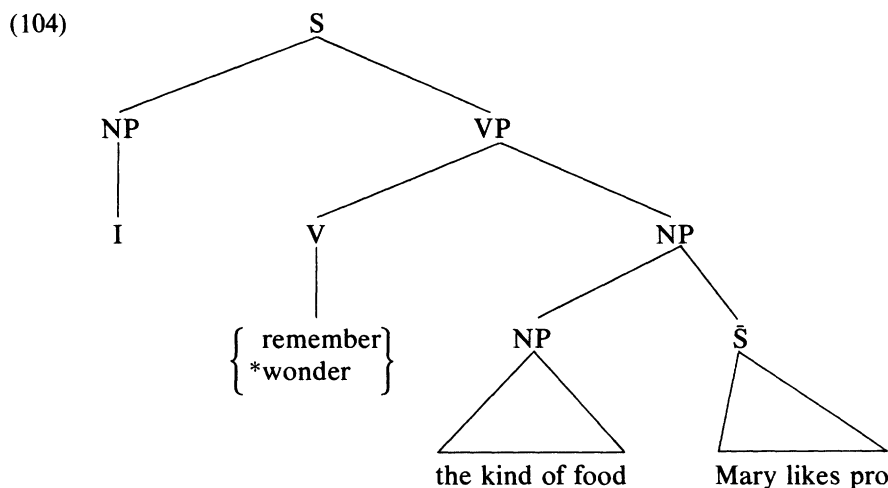 (104) S
NP VP
I V NP
remember
*wonder
NP S̄
the kind of food Mary likes pro